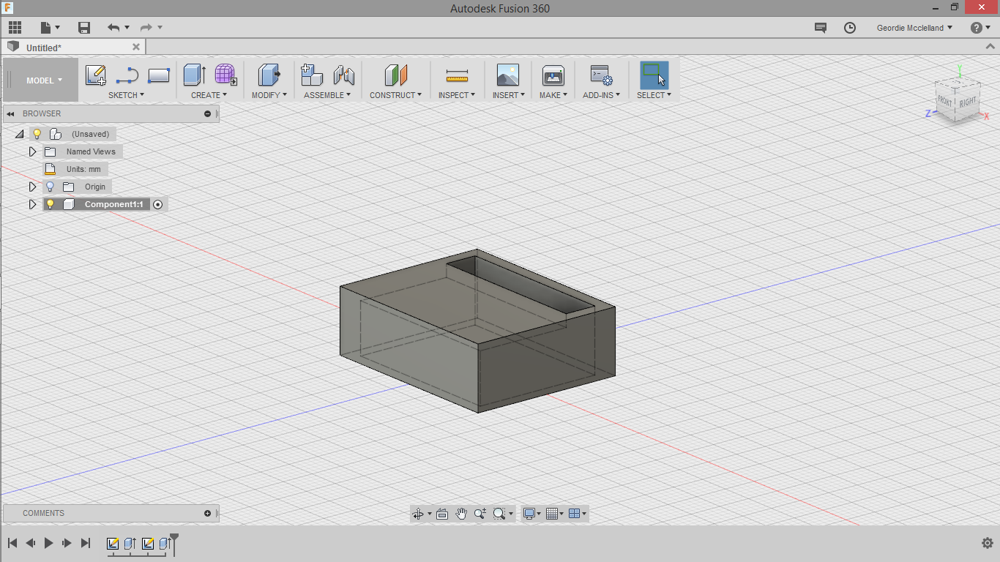 Autodesk Fusion 360
Geordie Mcclelland
Untitled*
MODEL
SKETCH CREATE MODIFY ASSEMBLE CONSTRUCT INSPECT INSERT MAKE ADD-INS SELECT
BROWSER
(Unsaved)
Named Views
Units: mm
Origin
Component1:1
Y
FRONT RIGHT
Z X
COMMENTS